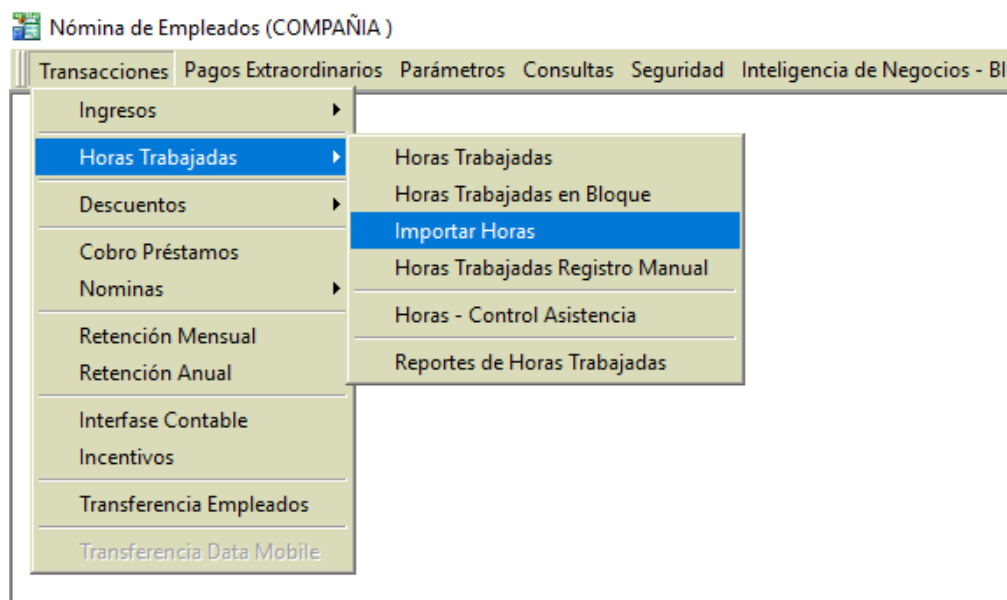 Nómina de Empleados (COMPAÑIA )
Transacciones Pagos Extraordinarios Parámetros Consultas Seguridad Inteligencia de Negocios - BI
Ingresos
Horas Trabajadas
Descuentos
Cobro Préstamos
Nominas
Retención Mensual
Retención Anual
Interfase Contable
Incentivos
Transferencia Empleados
Transferencia Data Mobile
Horas Trabajadas
Horas Trabajadas en Bloque
Importar Horas
Horas Trabajadas Registro Manual
Horas - Control Asistencia
Reportes de Horas Trabajadas